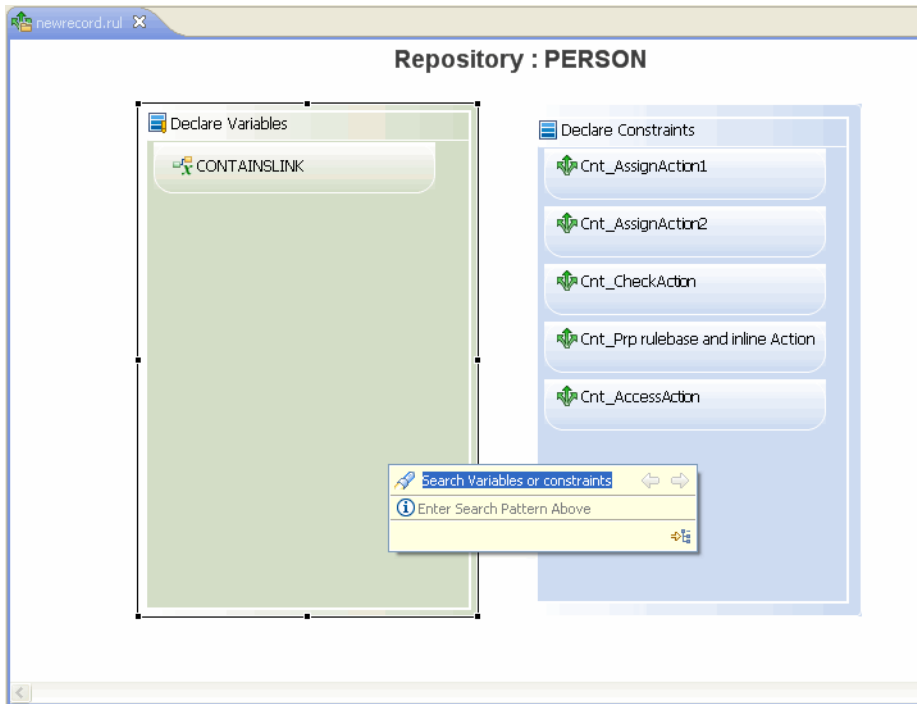 newrecord.rul
Repository : PERSON
Declare Variables
CONTAINSLINK
Declare Constraints
Cnt_AssignAction1
Cnt_AssignAction2
Cnt_CheckAction
Cnt_Prp rulebase and inline Action
Cnt_AccessAction
Search Variables or constraints
Enter Search Pattern Above